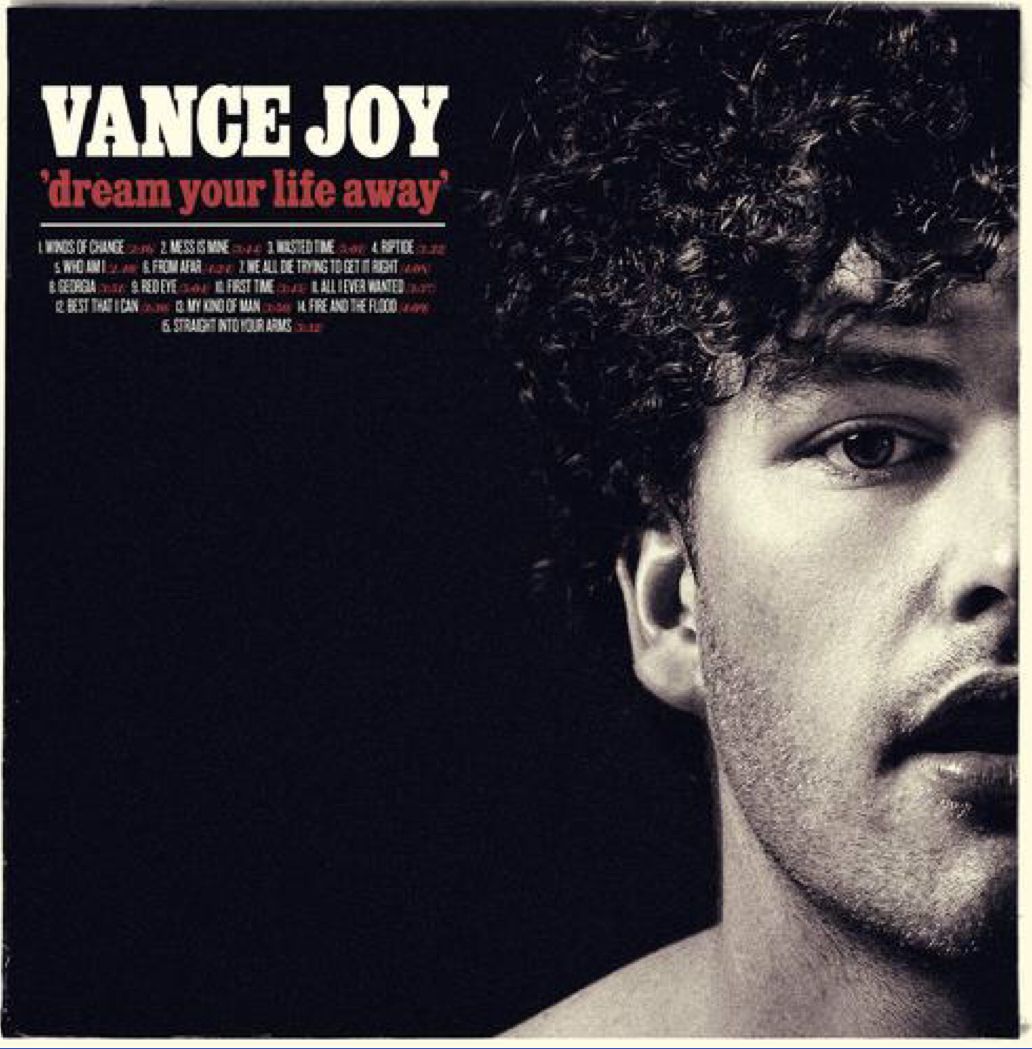 VANCE JOY
'dream your life away'
1. WINDS OF CHANGE 2. MESS IS MINE 3. WASTED TIME 4. RIPTIDE
5. WHO AM I 6. FROM AFAR 7. WE ALL DIE TRYING TO GET IT RIGHT
8. GEORGIA 9. RED EYE 10. FIRST TIME 11. ALL I EVER WANTED
12. BEST THAT I CAN 13. MY KIND OF MAN 14. FIRE AND THE FLOOD
15. STRAIGHT INTO YOUR ARMS